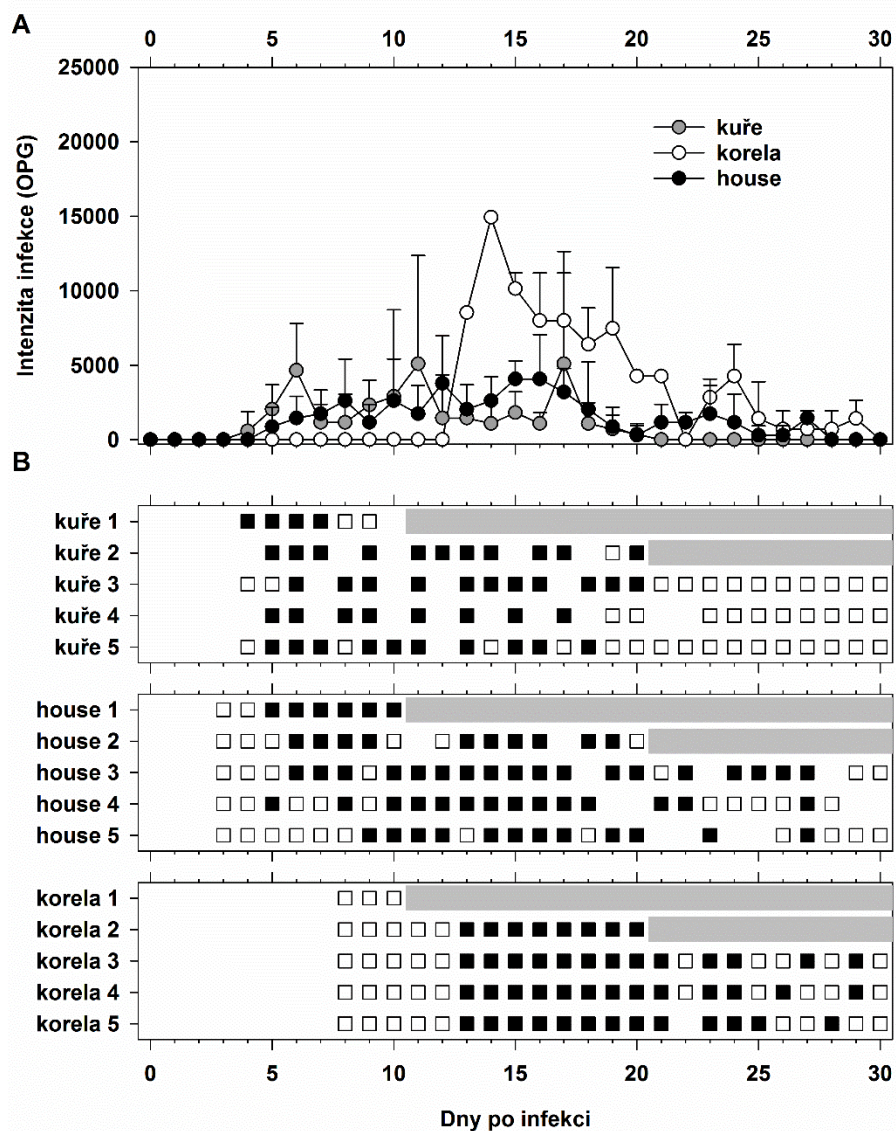 A
0 5 10 15 20 25 30
25000
20000
15000
10000
5000
0
Intenzita infekce (OPG)
kuře
korela
house
B
kuře 1
kuře 2
kuře 3
kuře 4
kuře 5
house 1
house 2
house 3
house 4
house 5
korela 1
korela 2
korela 3
korela 4
korela 5
0 5 10 15 20 25 30
Dny po infekci